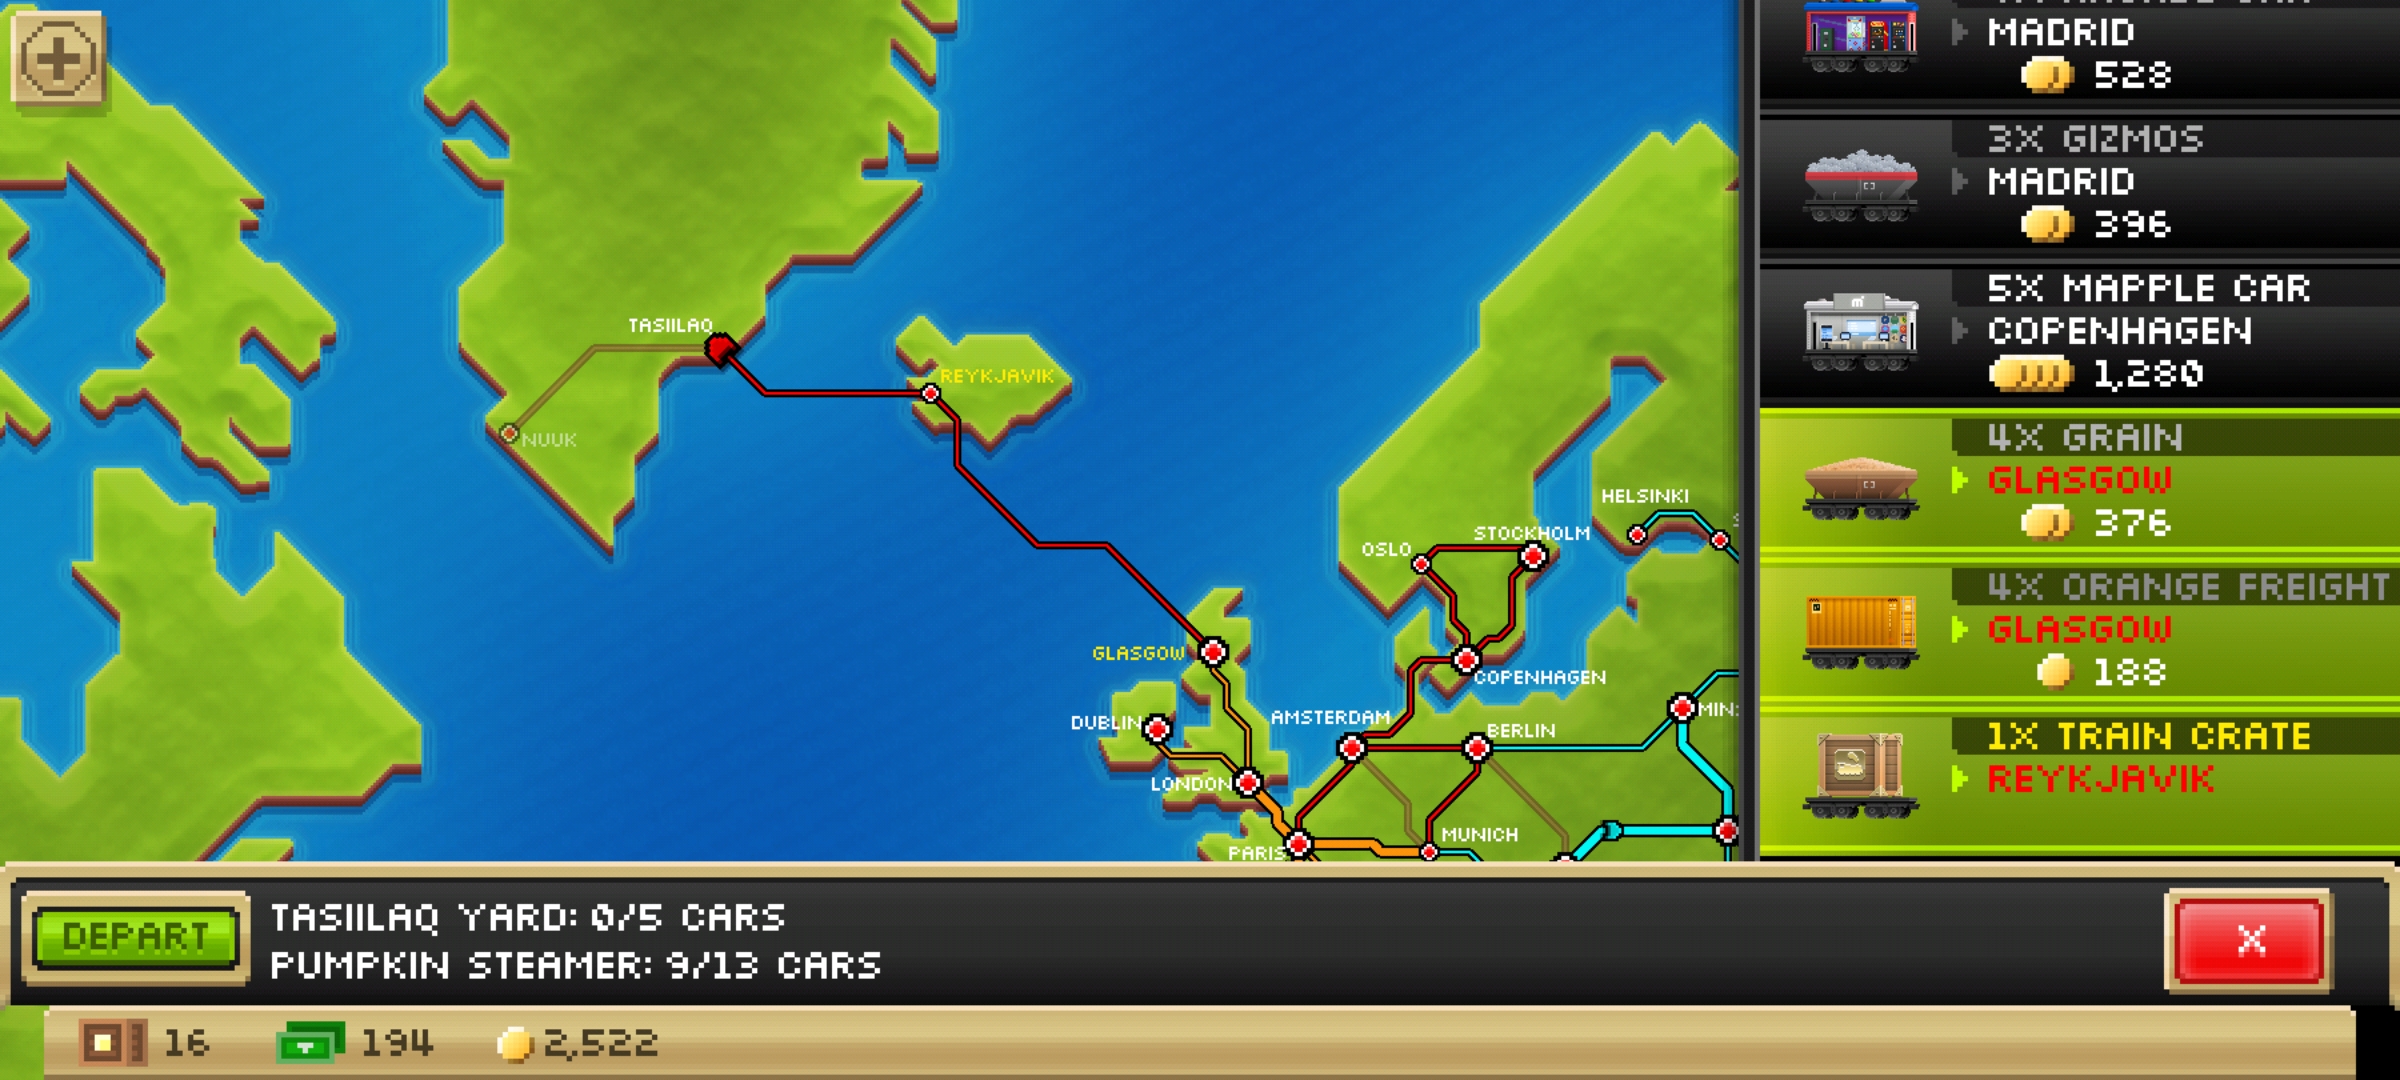 MADRID
528
3X GIZMOS
MADRID
396
5X MAPPLE CAR
COPENHAGEN
1,280
4X GRAIN
GLASGOW
376
4X ORANGE FREIGHT
GLASGOW
188
1X TRAIN CRATE
REYKJAVIK
TASIILAQ
REYKJAVIK
NUUK
HELSINKI
STOCKHOLM
OSLO
GLASGOW
COPENHAGEN
DUBLIN
AMSTERDAM
BERLIN
LONDON
MUNICH
PARIS
DEPART
TASIILAQ YARD: 0/5 CARS
PUMPKIN STEAMER: 9/13 CARS
X
16
194
2,522